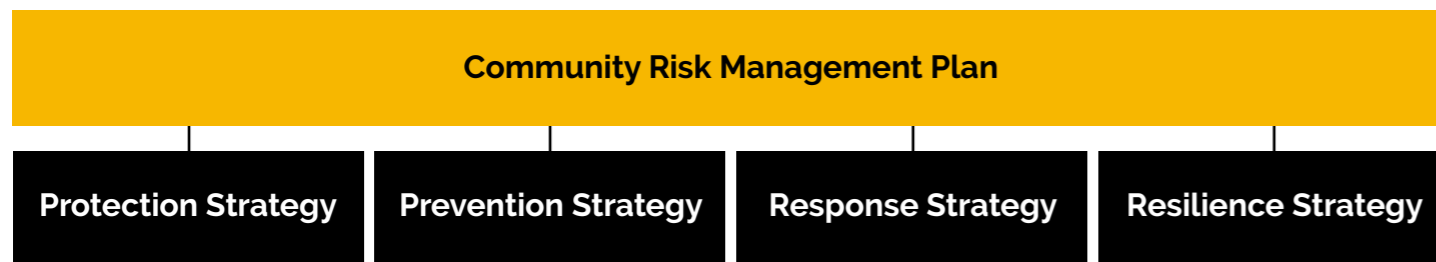 Community Risk Management Plan
Protection Strategy
Prevention Strategy
Response Strategy
Resilience Strategy